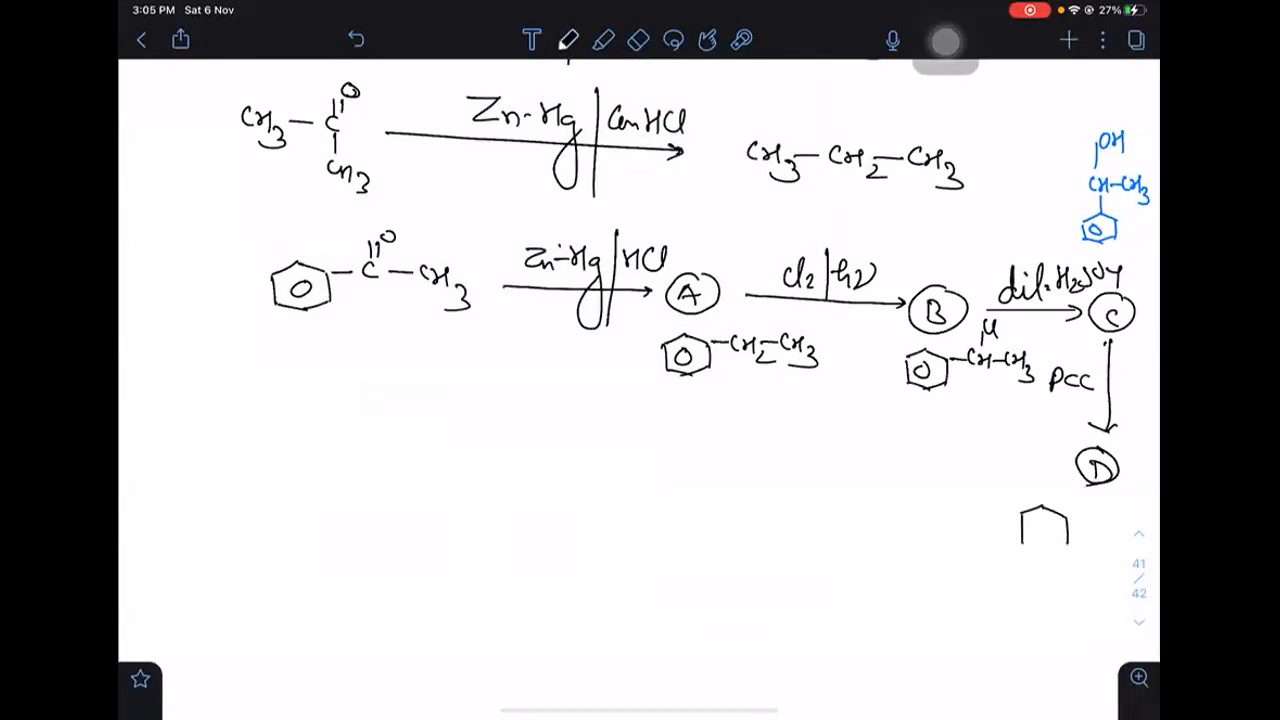 3:05 PM Sat 6 Nov
27%
T
CH3 – C – CH3
O
Zn-Hg | Con HCl
CH3 – CH2 – CH3
OH
CH–CH3
O
– C – CH3
O
Zn-Hg | HCl
A
Cl2 | hν
B
dil. H2SO4
C
CH2–CH3
CH–CH3
PCC
D
41
/
42